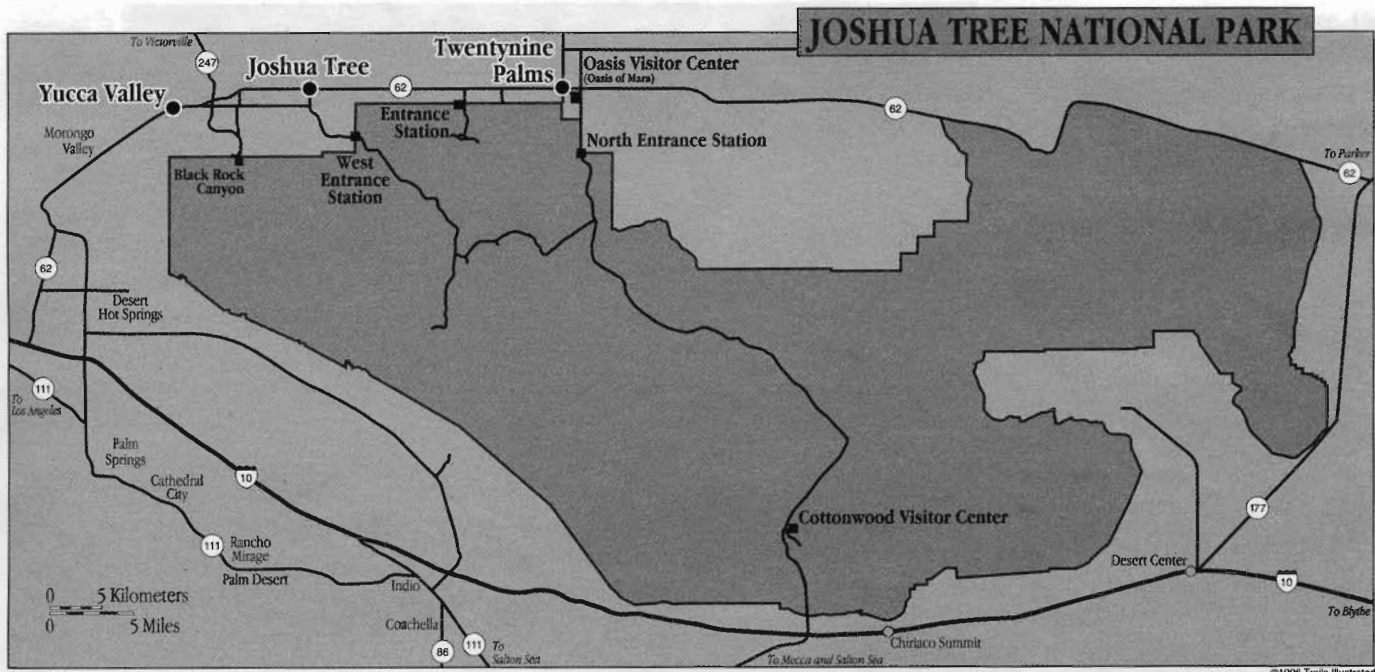 JOSHUA TREE NATIONAL PARK
To Victorville
247
Joshua Tree
62
Twentynine
Palms
Oasis Visitor Center
(Oasis of Mara)
Yucca Valley
62
Entrance
Station
Morongo
Valley
North Entrance Station
To Parker
62
Black Rock
Canyon
West
Entrance
Station
62
Desert
Hot Springs
111
To
Los Angeles
Palm
Springs
10
Cathedral
City
177
Cottonwood Visitor Center
111
Rancho
Mirage
Palm Desert
Desert Center
10
Indio
0 5 Kilometers
0 5 Miles
To Blythe
Coachella
86
111
To
Salton Sea
Chiriaco Summit
To Mecca and Salton Sea
©1996 Trails Illustrated